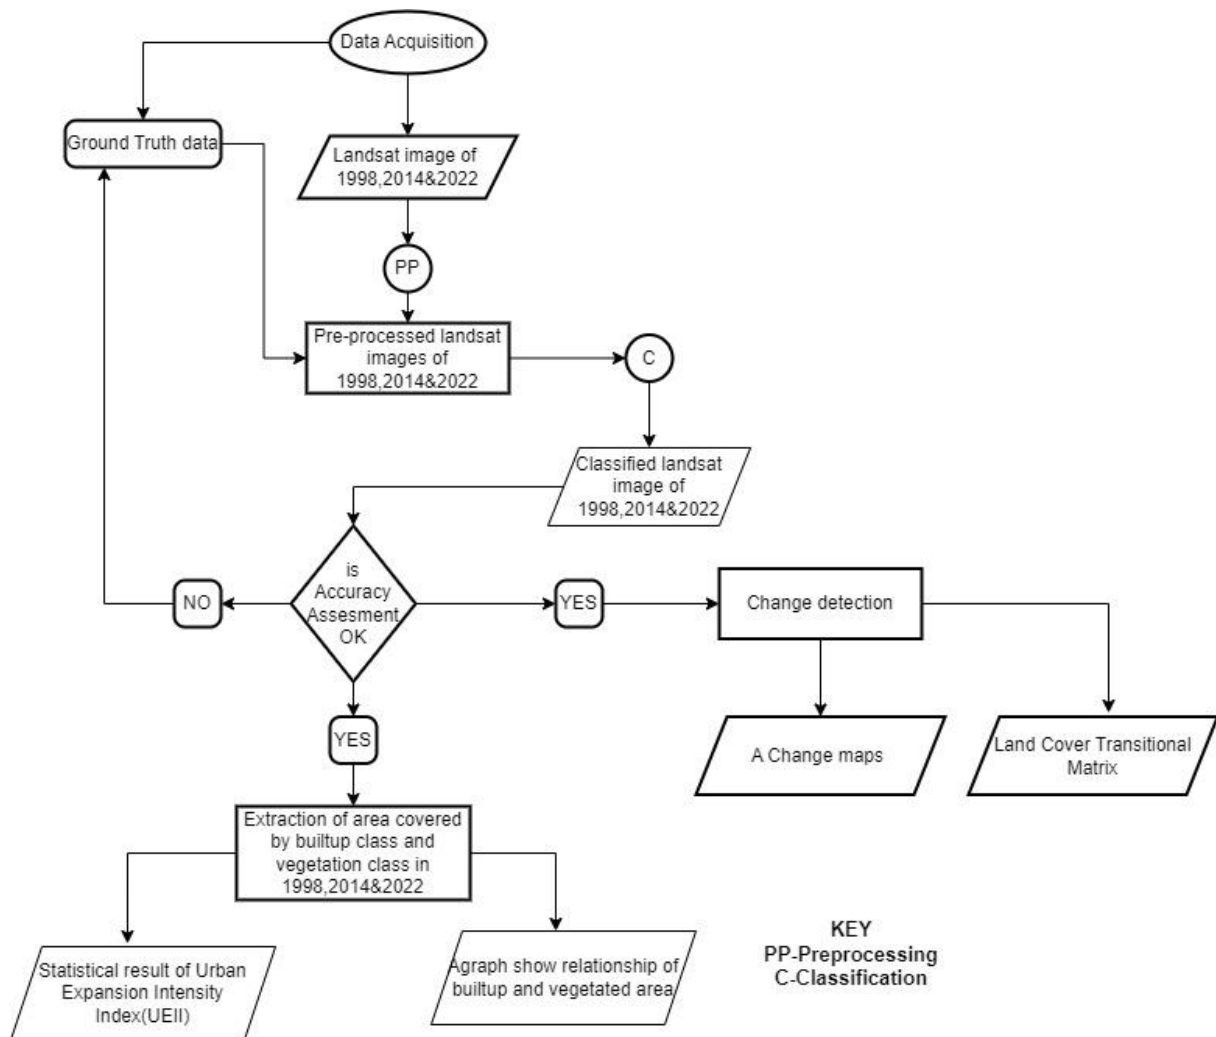 Data Acquisition
Ground Truth data
Landsat image of
1998,2014&2022
PP
Pre-processed landsat
images of
1998,2014&2022
C
Classified landsat
image of
1998,2014&2022
is
Accuracy
Assesment
OK
NO
YES
Change detection
YES
A Change maps
Land Cover Transitional
Matrix
Extraction of area covered
by builtup class and
vegetation class in
1998,2014&2022
Statistical result of Urban
Expansion Intensity
Index(UEII)
Agraph show relationship of
builtup and vegetated area
KEY
PP-Preprocessing
C-Classification